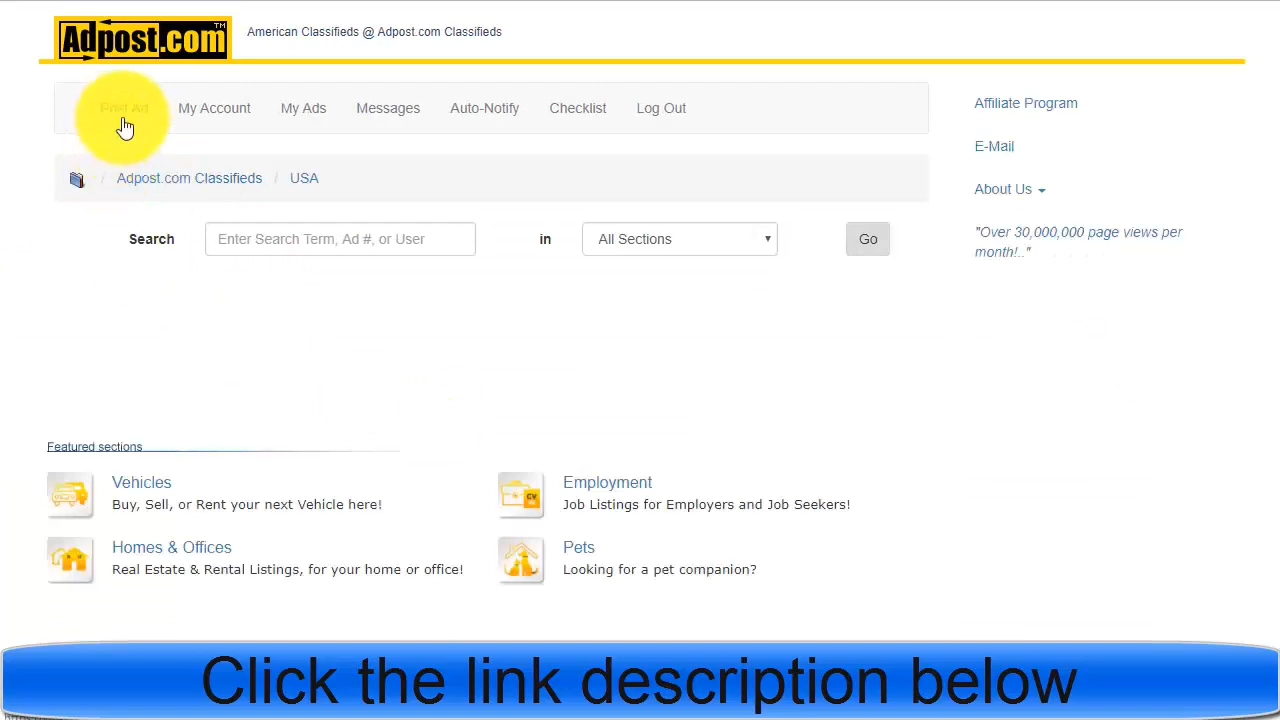 Adpost.com™
American Classifieds @ Adpost.com Classifieds
Post Ad My Account My Ads Messages Auto-Notify Checklist Log Out
Affiliate Program
E-Mail
About Us
"Over 30,000,000 page views per
month!.."
/ Adpost.com Classifieds / USA
Search Enter Search Term, Ad #, or User in All Sections Go
Featured sections
Vehicles
Buy, Sell, or Rent your next Vehicle here!
Employment
Job Listings for Employers and Job Seekers!
CV
Homes & Offices
Real Estate & Rental Listings, for your home or office!
Pets
Looking for a pet companion?
Click the link description below